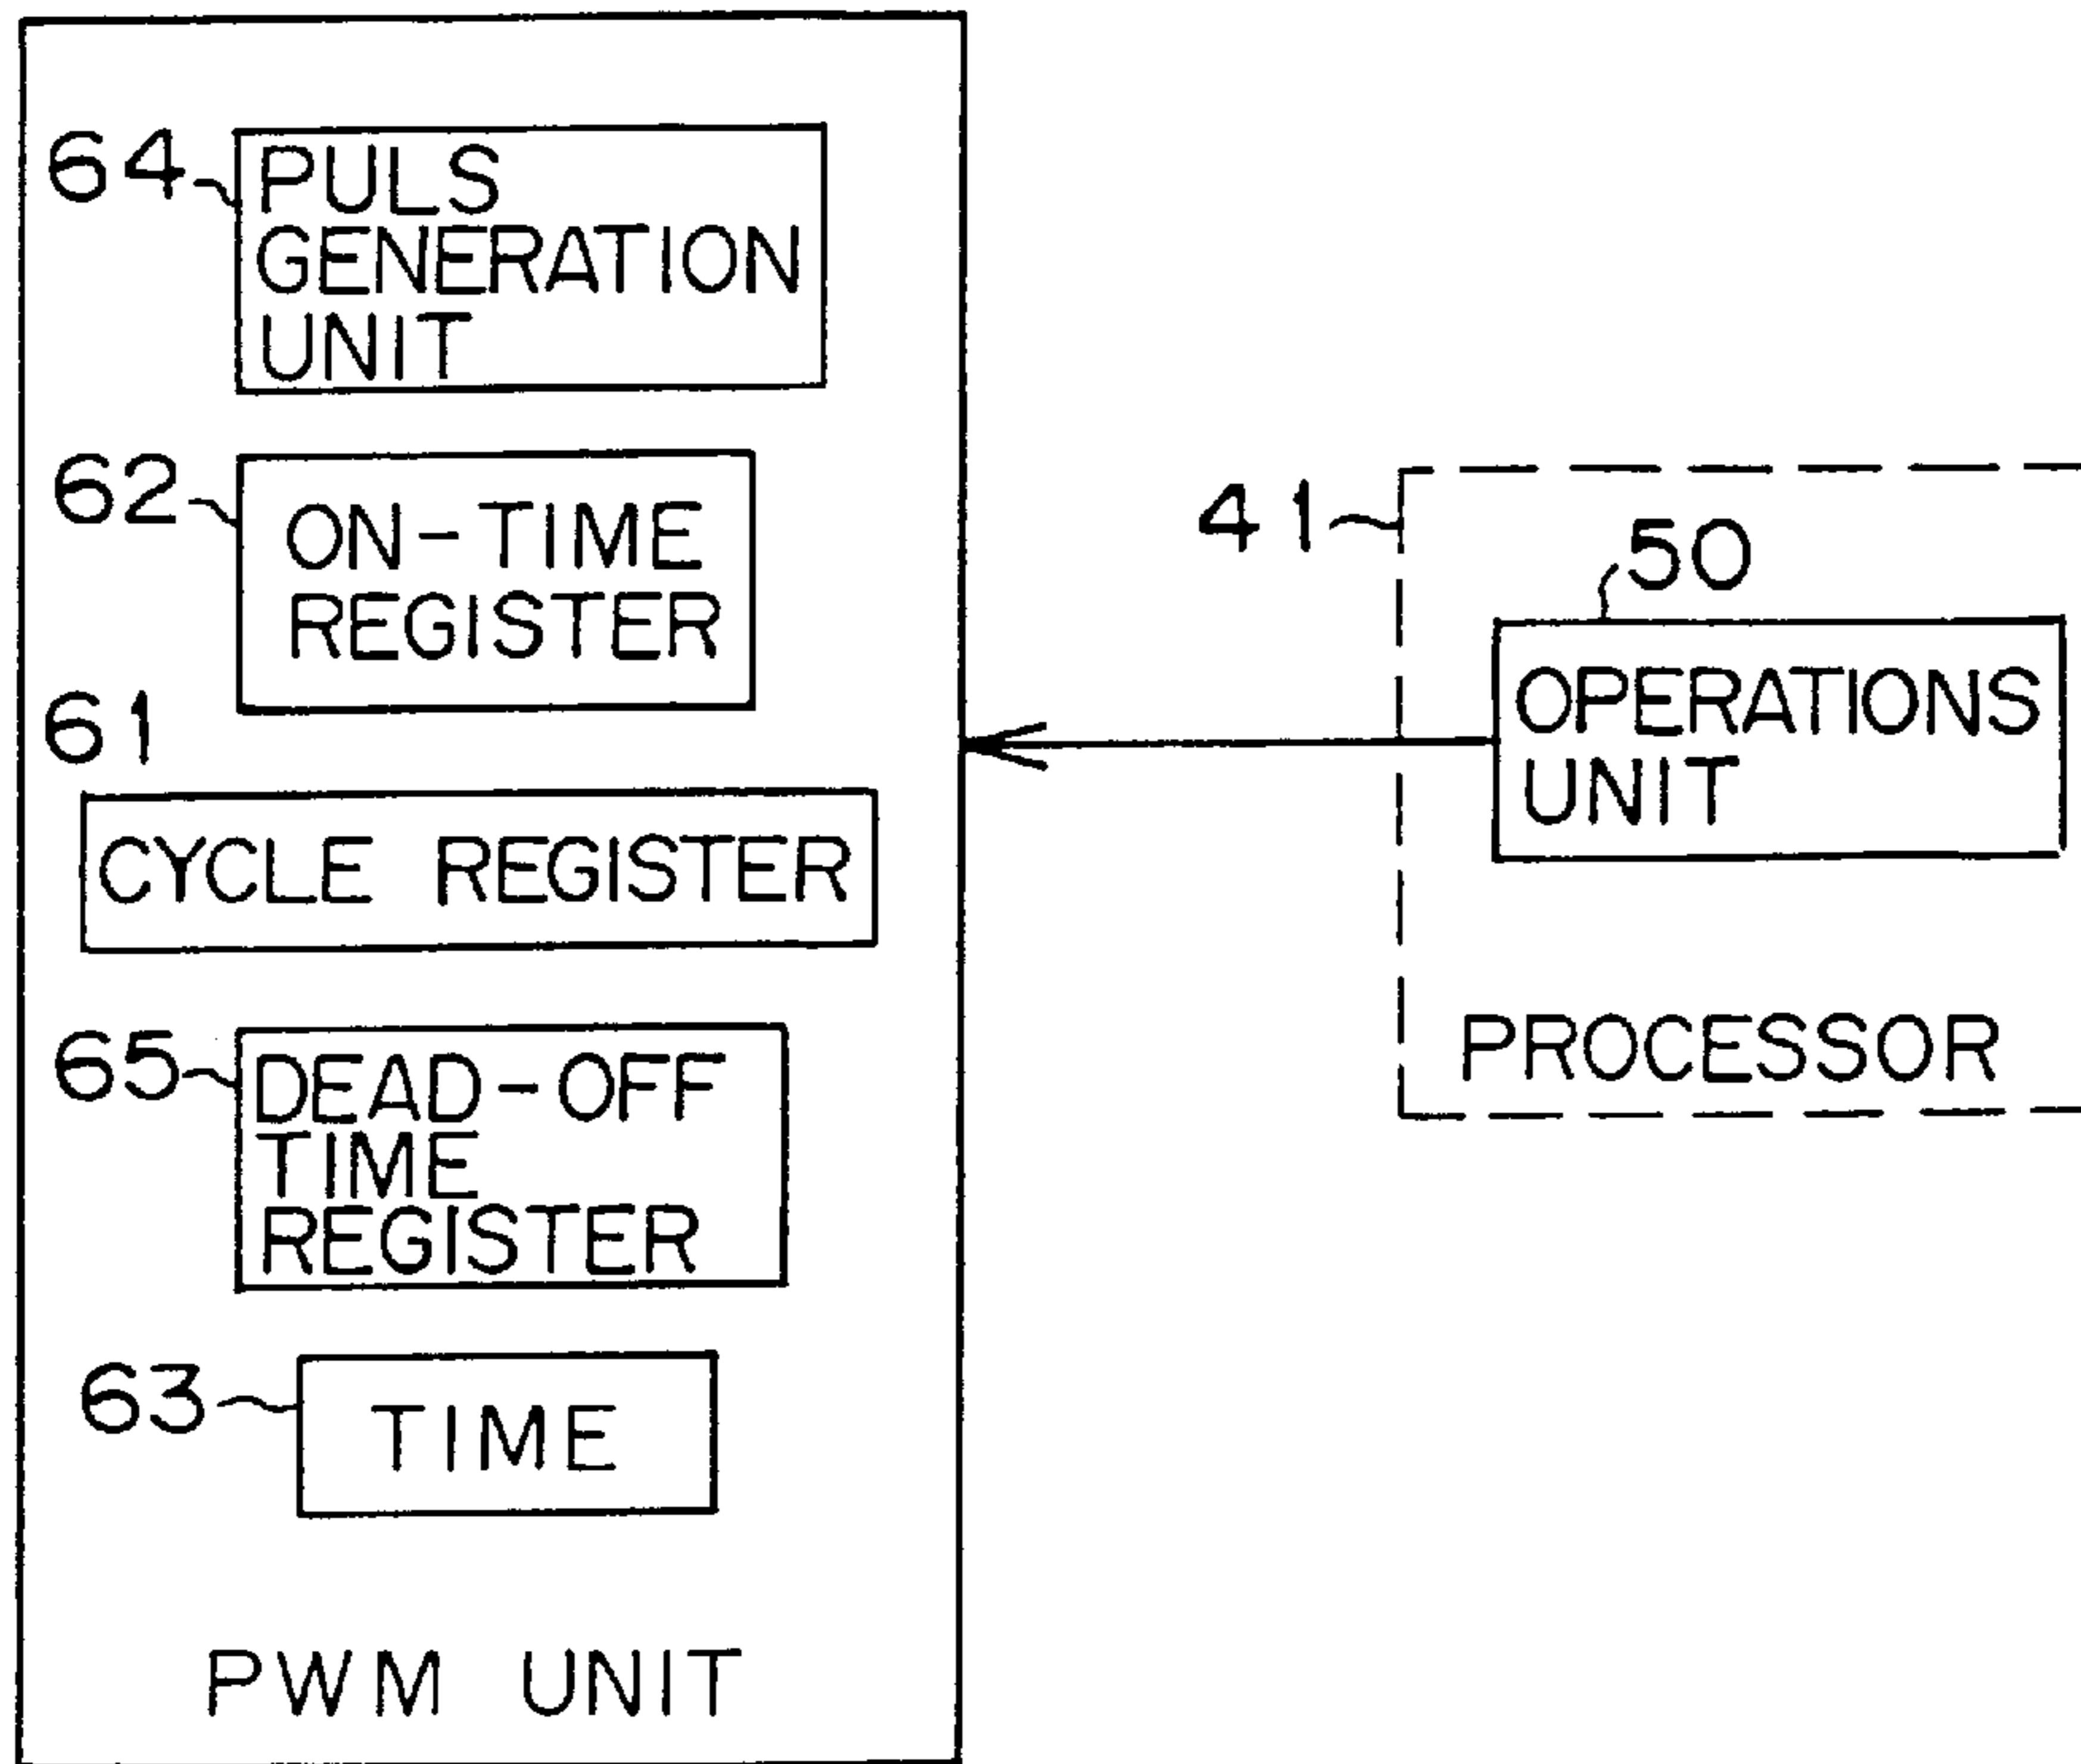 64
PULS
GENERATION
UNIT
62
ON-TIME
REGISTER
61
CYCLE REGISTER
65
DEAD-OFF
TIME
REGISTER
63
TIME
PWM UNIT
41
50
OPERATIONS
UNIT
PROCESSOR